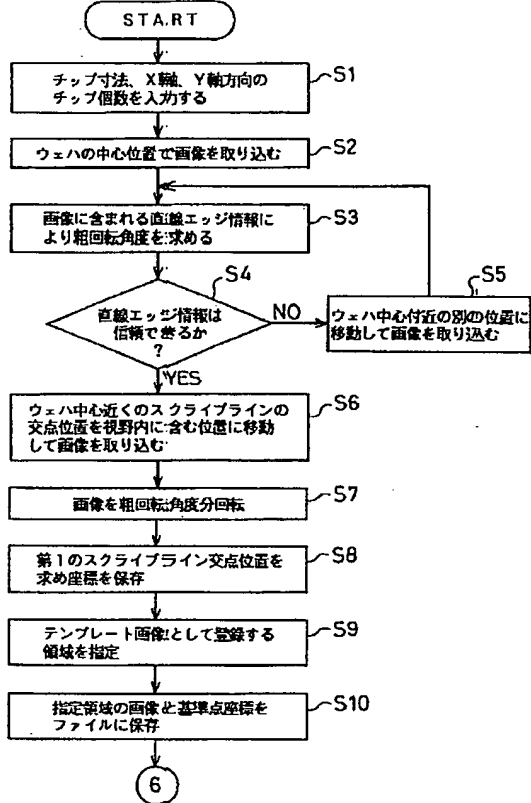 START
チップ寸法、X軸、Y軸方向の
チップ個数を入力する
S1
ウェハの中心位置で画像を取り込む
S2
画像に含まれる直線エッジ情報に
より粗回転角度を求める
S3
直線エッジ情報は
信頼できるか
?
S4
NO
ウェハ中心付近の別の位置に
移動して画像を取り込む
S5
YES
ウェハ中心近くのスクライブラインの
交点位置を視野内に含む位置に移動
して画像を取り込む
S6
画像を粗回転角度分回転
S7
第1のスクライブライン交点位置を
求め座標を保存
S8
テンプレート画像として登録する
領域を指定
S9
指定領域の画像と基準点座標を
ファイルに保存
S10
6